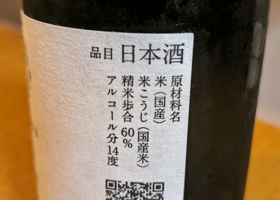 品目 日本酒
原材料名
米(国産)
米こうじ(国産米)
精米歩合 60%
アルコール分14度